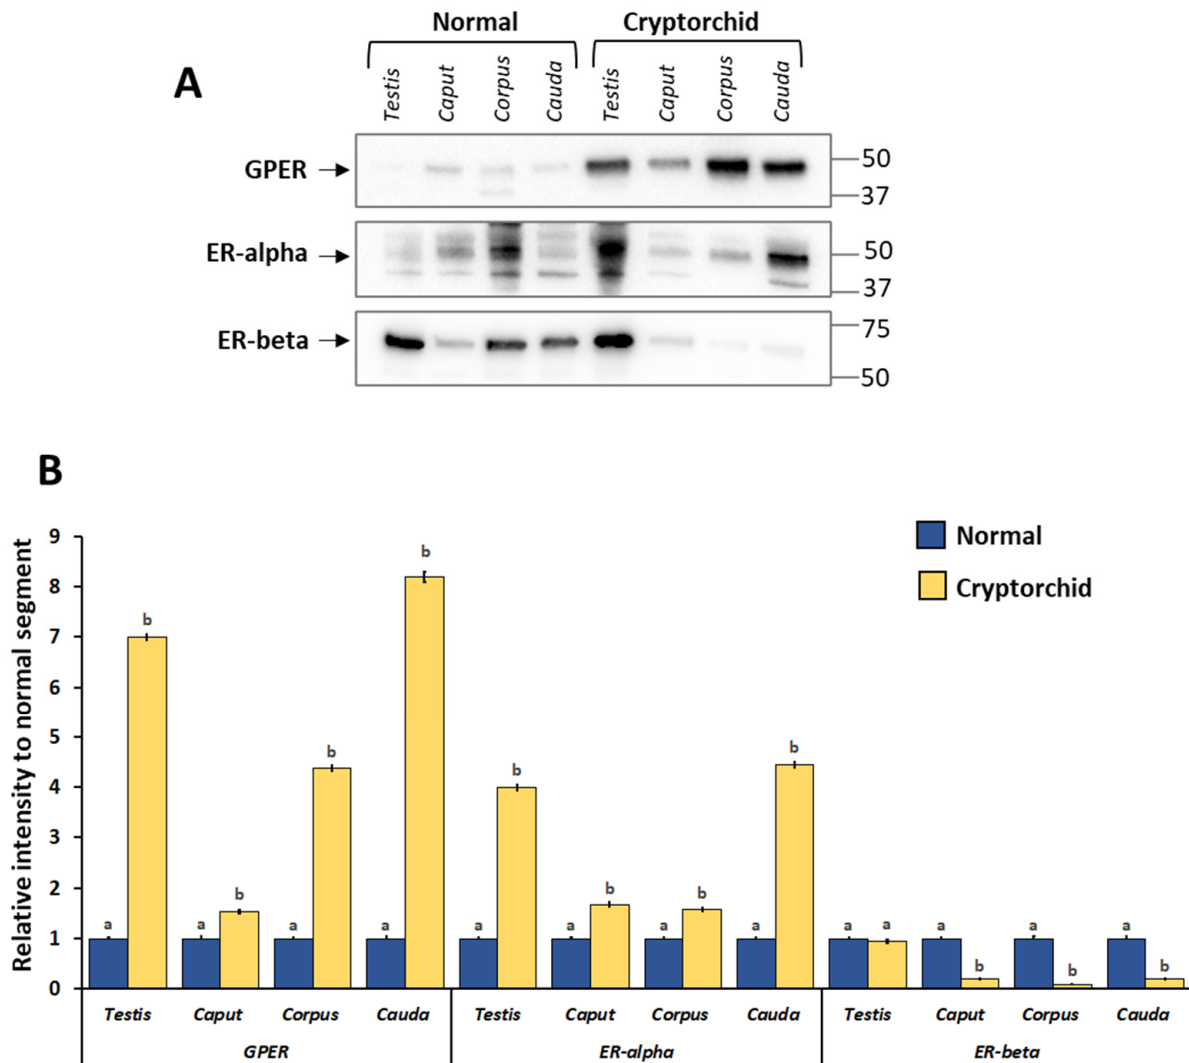 Normal Cryptorchid
A
Testis Caput Corpus Cauda Testis Caput Corpus Cauda
GPER
50
37
ER-alpha
50
37
ER-beta
75
50
B
Relative intensity to normal segment
9
8
7
6
5
4
3
2
1
0
Normal
Cryptorchid
a b a b a b a b a b a b a b a b a a a b a b a b
Testis Caput Corpus Cauda Testis Caput Corpus Cauda Testis Caput Corpus Cauda
GPER ER-alpha ER-beta